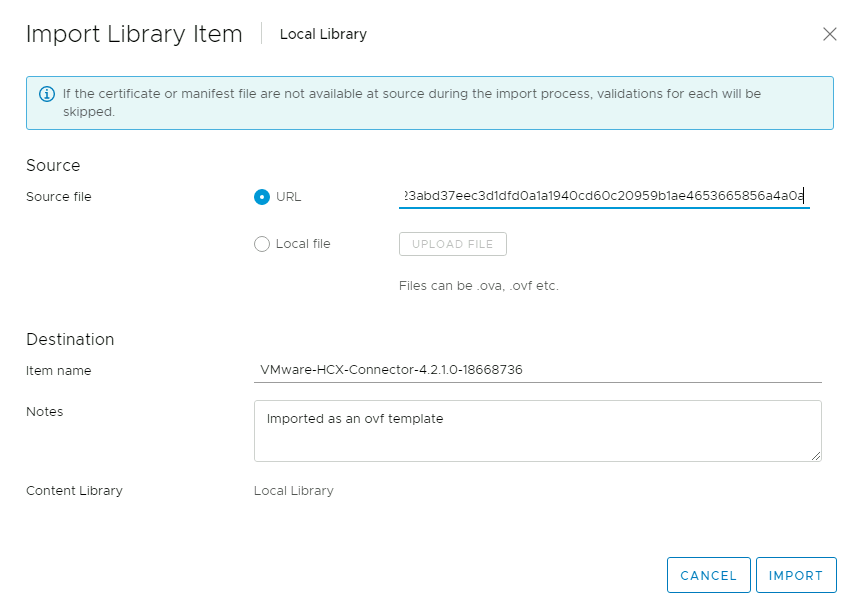 Import Library Item
Local Library
If the certificate or manifest file are not available at source during the import process, validations for each will be
skipped.
Source
Source file
URL
23abd37eec3d1dfd0a1a1940cd60c20959b1ae4653665856a4a0a
Local file
UPLOAD FILE
Files can be .ova, .ovf etc.
Destination
Item name
VMware-HCX-Connector-4.2.1.0-18668736
Notes
Imported as an ovf template
Content Library
Local Library
CANCEL
IMPORT